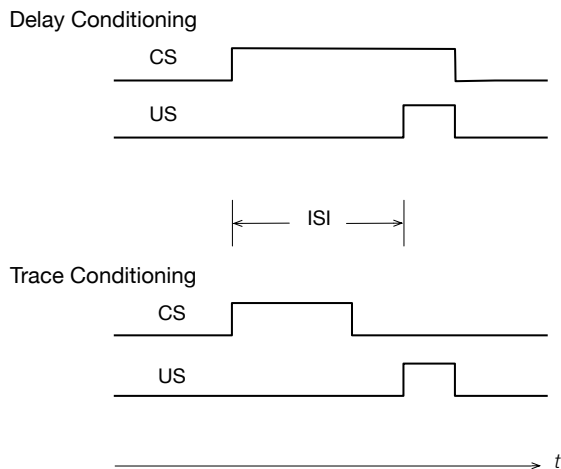 Delay Conditioning
CS
US
ISI
Trace Conditioning
CS
US
t